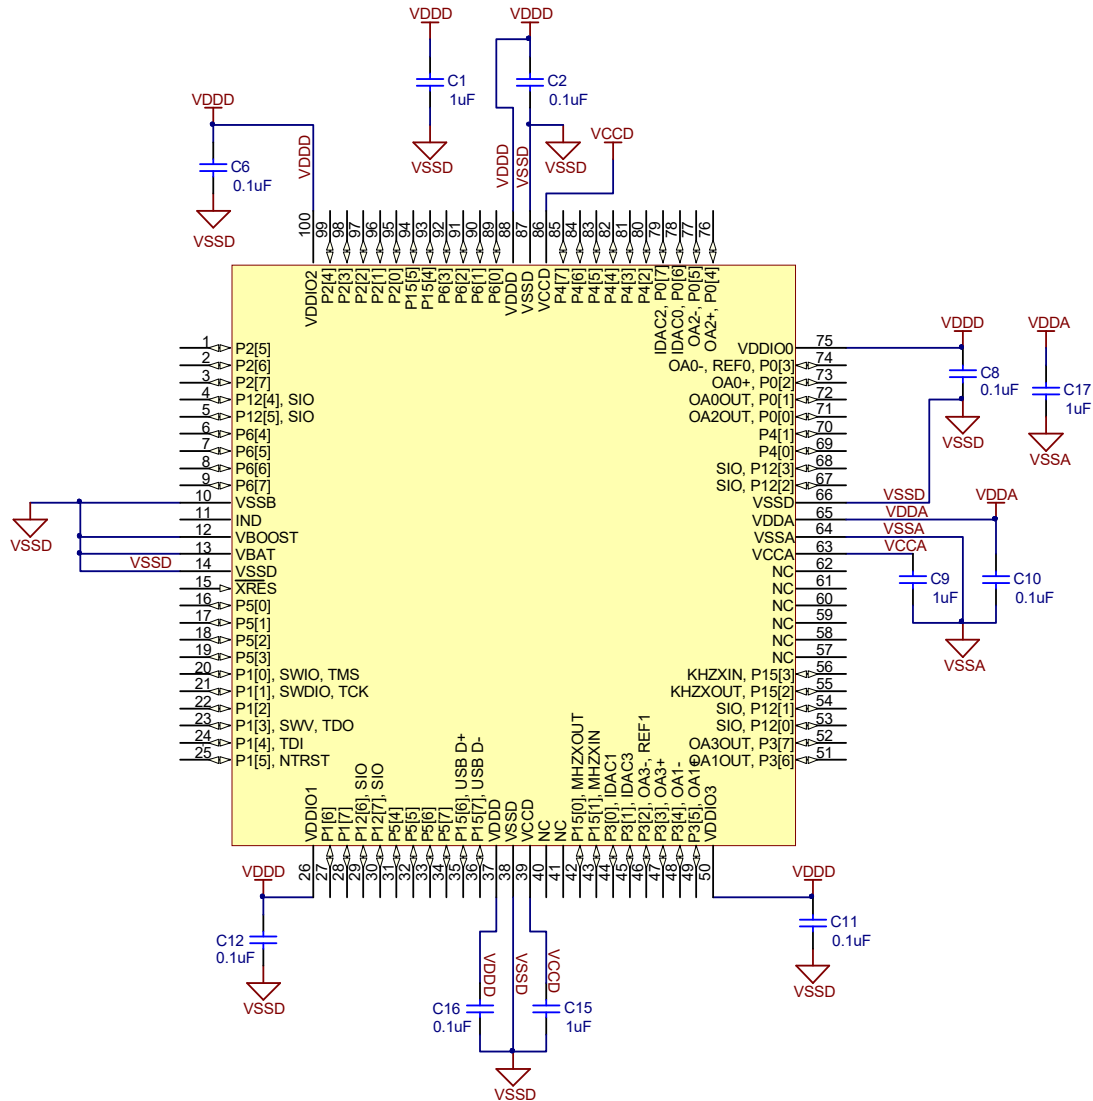 VDDD
C1
1uF
VSSD
VDDD
C2
0.1uF
VSSD
VCCD
VDDD
C6
0.1uF
VSSD
VDDD
VDDD
VSSD
100
99
98
97
96
95
94
93
92
91
90
89
88
87
86
85
84
83
82
81
80
79
78
77
76
VDDIO2
P2[4]
P2[3]
P2[2]
P2[1]
P2[0]
P15[5]
P15[4]
P6[3]
P6[2]
P6[1]
P6[0]
VDDD
VSSD
VCCD
P4[7]
P4[6]
P4[5]
P4[4]
P4[3]
P4[2]
IDAC2, P0[7]
IDAC0, P0[6]
OA2-, P0[5]
OA2+, P0[4]
1 P2[5]
2 P2[6]
3 P2[7]
4 P12[4], SIO
5 P12[5], SIO
6 P6[4]
7 P6[5]
8 P6[6]
9 P6[7]
10 VSSB
11 IND
12 VBOOST
13 VBAT
14 VSSD
15 XRES
16 P5[0]
17 P5[1]
18 P5[2]
19 P5[3]
20 P1[0], SWIO, TMS
21 P1[1], SWDIO, TCK
22 P1[2]
23 P1[3], SWV, TDO
24 P1[4], TDI
25 P1[5], NTRST
VSSD
VSSD
VDDIO0 75
OA0-, REF0, P0[3] 74
OA0+, P0[2] 73
OA0OUT, P0[1] 72
OA2OUT, P0[0] 71
P4[1] 70
P4[0] 69
SIO, P12[3] 68
SIO, P12[2] 67
VSSD 66
VDDA 65
VSSA 64
VCCA 63
NC 62
NC 61
NC 60
NC 59
NC 58
NC 57
KHZXIN, P15[3] 56
KHZXOUT, P15[2] 55
SIO, P12[1] 54
SIO, P12[0] 53
OA3OUT, P3[7] 52
OA1OUT, P3[6] 51
VDDD
C8
0.1uF
VSSD
VDDA
C17
1uF
VSSA
VSSD
VDDA
VSSA
VCCA
VDDA
C9
1uF
C10
0.1uF
VSSA
VDDIO1
P1[6]
P1[7]
P12[6], SIO
P12[7], SIO
P5[4]
P5[5]
P5[6]
P5[7]
P15[6], USB D+
P15[7], USB D-
VDDD
VSSD
VCCD
NC
NC
P15[0], MHZXOUT
P15[1], MHZXIN
P3[0], IDAC1
P3[1], IDAC3
P3[2], OA3-, REF1
P3[3], OA3+
P3[4], OA1-
P3[5], OA1+
VDDIO3
26
27
28
29
30
31
32
33
34
35
36
37
38
39
40
41
42
43
44
45
46
47
48
49
50
VDDD
C12
0.1uF
VSSD
VDDD
VSSD
VCCD
C16
0.1uF
C15
1uF
VSSD
VDDD
C11
0.1uF
VSSD